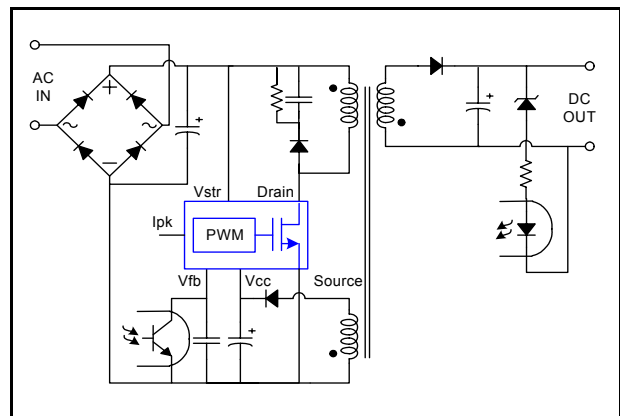 AC
IN
+
~
~
−
+
Vstr
Drain
Ipk
PWM
Vfb
Vcc
Source
+
+
DC
OUT